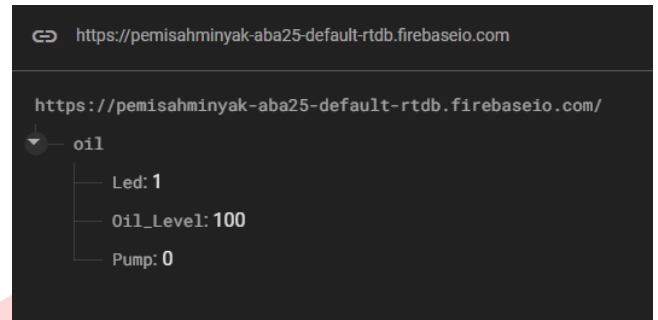 https://pemisahminyak-aba25-default-rtdb.firebaseio.com
https://pemisahminyak-aba25-default-rtdb.firebaseio.com/
oil
Led: 1
Oil_Level: 100
Pump: 0